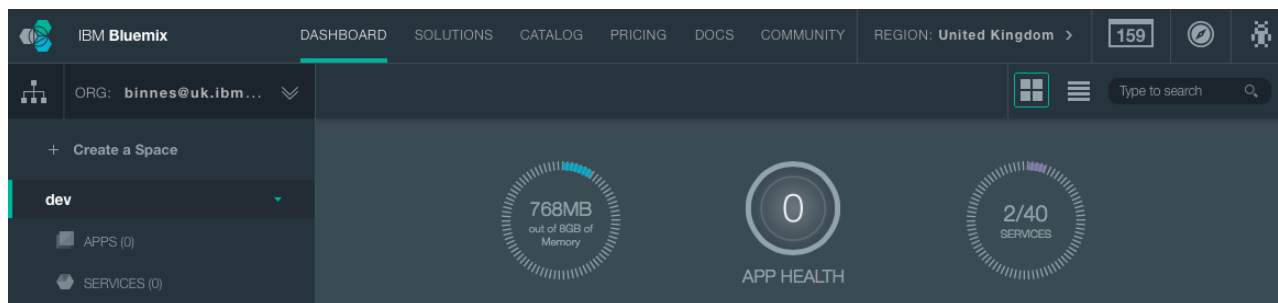 IBM Bluemix DASHBOARD SOLUTIONS CATALOG PRICING DOCS COMMUNITY REGION: United Kingdom > 159
ORG: binnes@uk.ibm... Type to search
+ Create a Space
dev
APPS (0)
SERVICES (0)
768MB
out of 8GB of
Memory
0
APP HEALTH
2/40
SERVICES